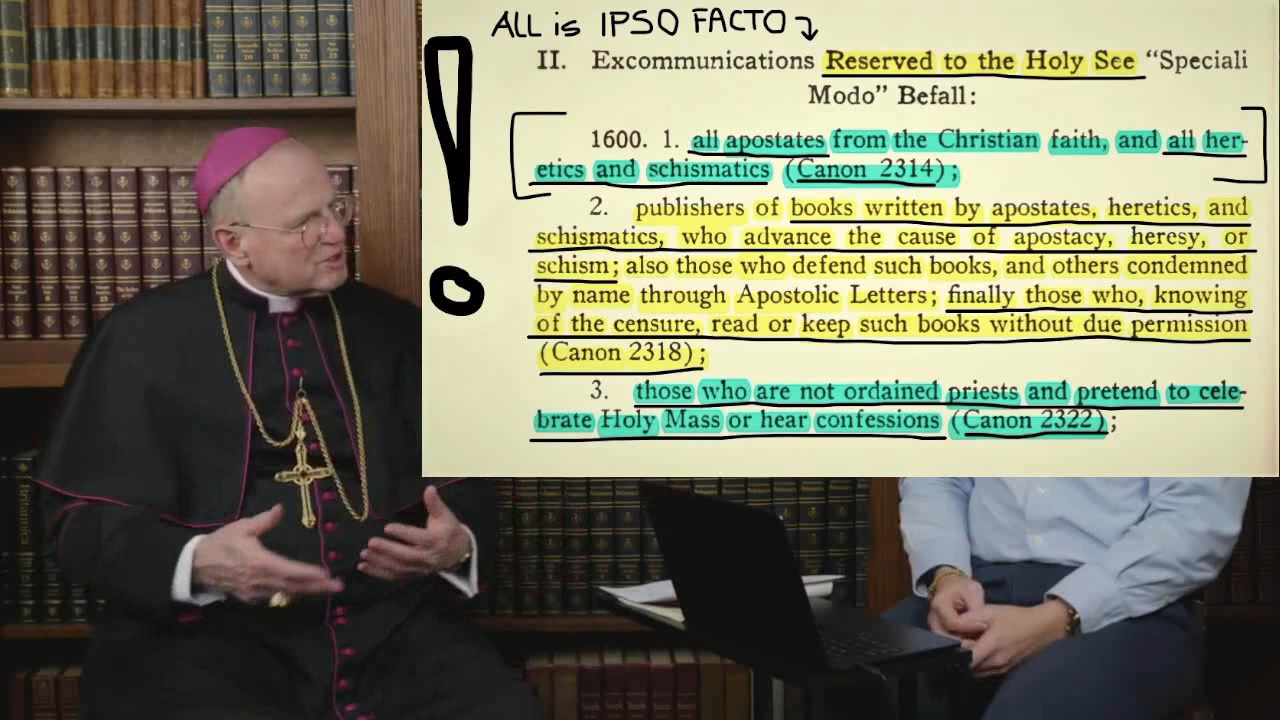 ALL is IPSO FACTO
II. Excommunications Reserved to the Holy See “Speciali
Modo” Befall:
1600. 1. all apostates from the Christian faith, and all her-
etics and schismatics (Canon 2314);
2. publishers of books written by apostates, heretics, and
schismatics, who advance the cause of apostacy, heresy, or
schism; also those who defend such books, and others condemned
by name through Apostolic Letters; finally those who, knowing
of the censure, read or keep such books without due permission
(Canon 2318);
3. those who are not ordained priests and pretend to cele-
brate Holy Mass or hear confessions (Canon 2322);
Britannica